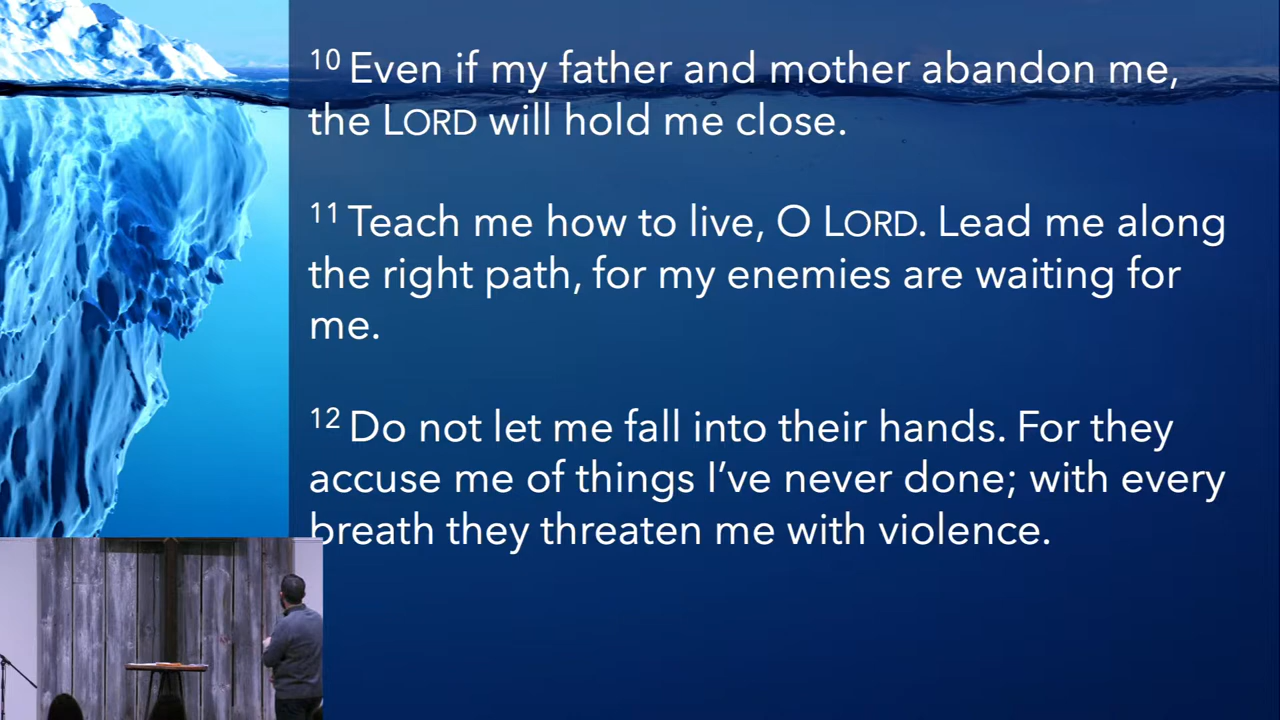 10 Even if my father and mother abandon me,
the LORD will hold me close.
11 Teach me how to live, O LORD. Lead me along
the right path, for my enemies are waiting for
me.
12 Do not let me fall into their hands. For they
accuse me of things I’ve never done; with every
breath they threaten me with violence.